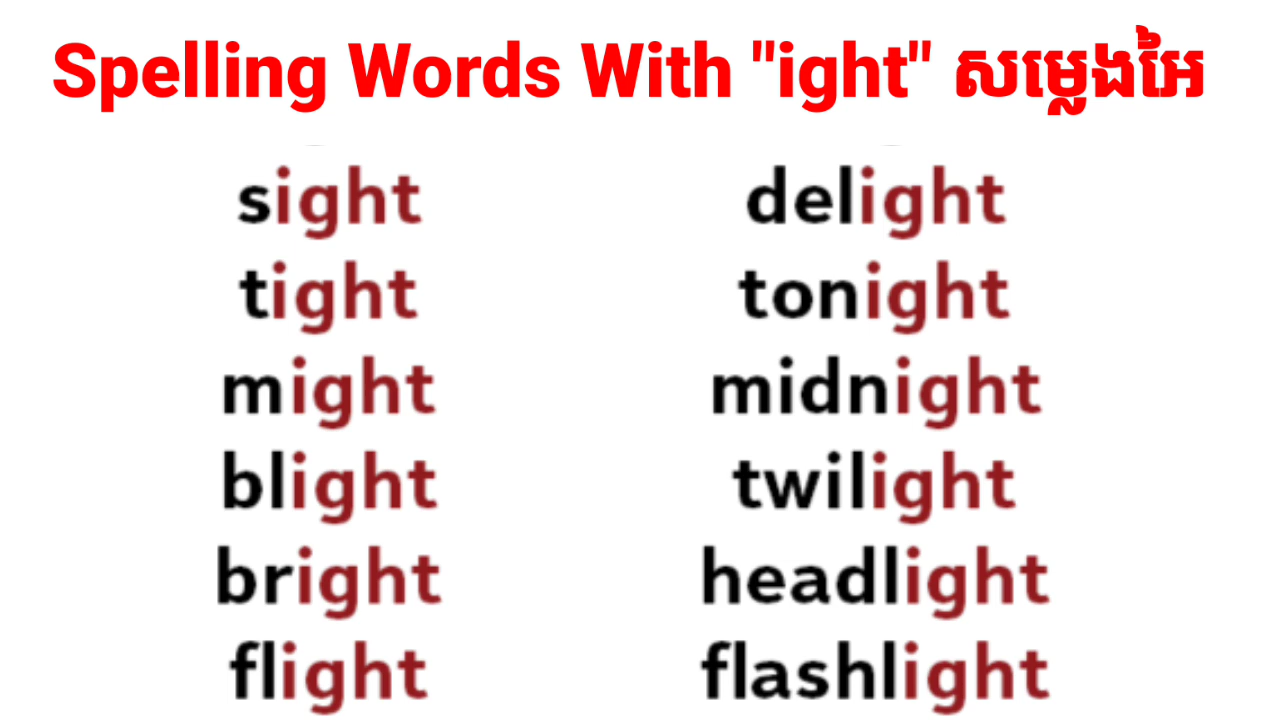 Spelling Words With "ight" សម្លេងអៃ
sight
tight
might
blight
bright
flight
delight
tonight
midnight
twilight
headlight
flashlight